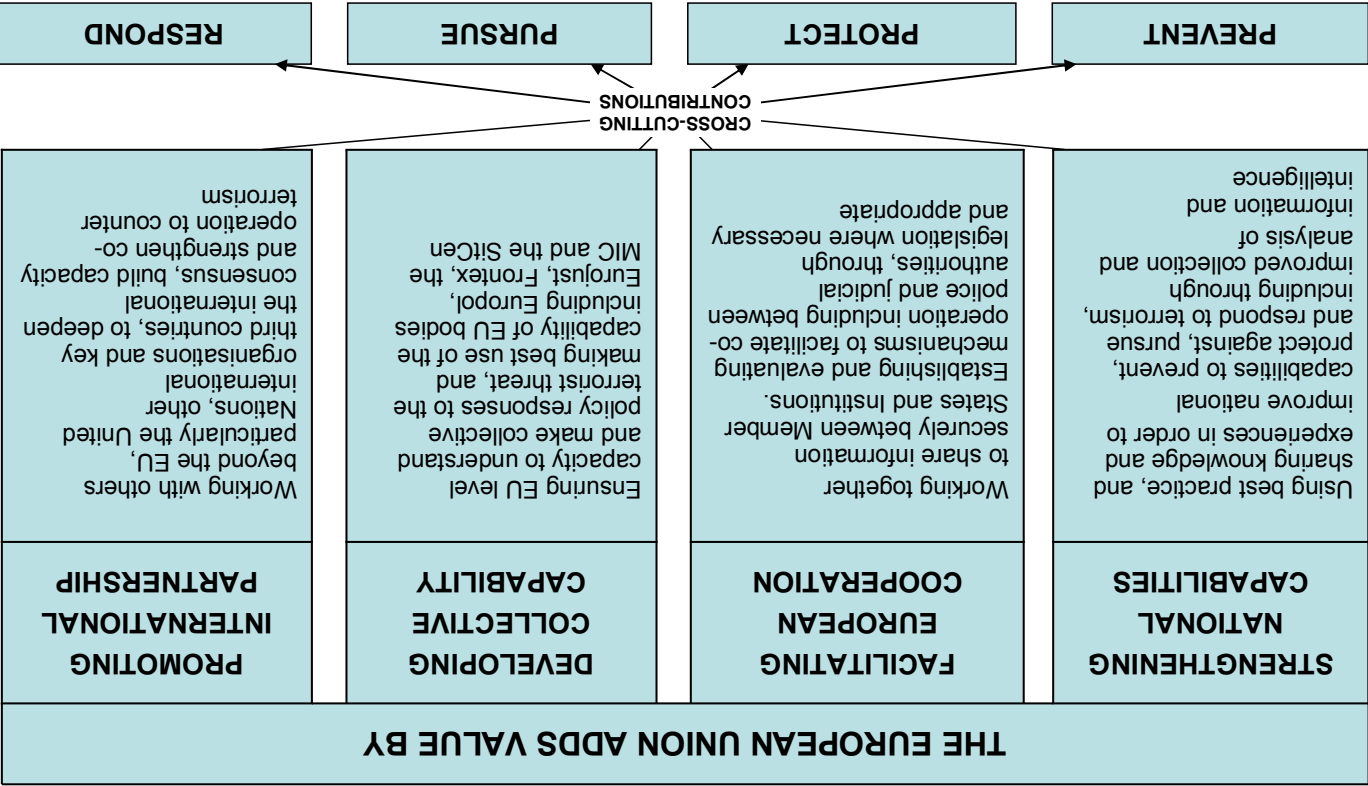 THE EUROPEAN UNION ADDS VALUE BY
STRENGTHENING
NATIONAL
CAPABILITIES
Using best practice, and
sharing knowledge and
experiences in order to
improve national
capabilities to prevent,
protect against, pursue
and respond to terrorism,
including through
improved collection and
analysis of
information and
intelligence
FACILITATING
EUROPEAN
COOPERATION
Working together
to share information
securely between Member
States and Institutions.
Establishing and evaluating
mechanisms to facilitate co-
operation including between
police and judicial
authorities, through
legislation where necessary
and appropriate
DEVELOPING
COLLECTIVE
CAPABILITY
Ensuring EU level
capacity to understand
and make collective
policy responses to the
terrorist threat, and
making best use of the
capability of EU bodies
including Europol,
Eurojust, Frontex, the
MIC and the SitCen
PROMOTING
INTERNATIONAL
PARTNERSHIP
Working with others
beyond the EU,
particularly the United
Nations, other
international
organisations and key
third countries, to deepen
the international
consensus, build capacity
and strengthen co-
operation to counter
terrorism
CROSS-CUTTING
CONTRIBUTIONS
PREVENT
PROTECT
PURSUE
RESPOND